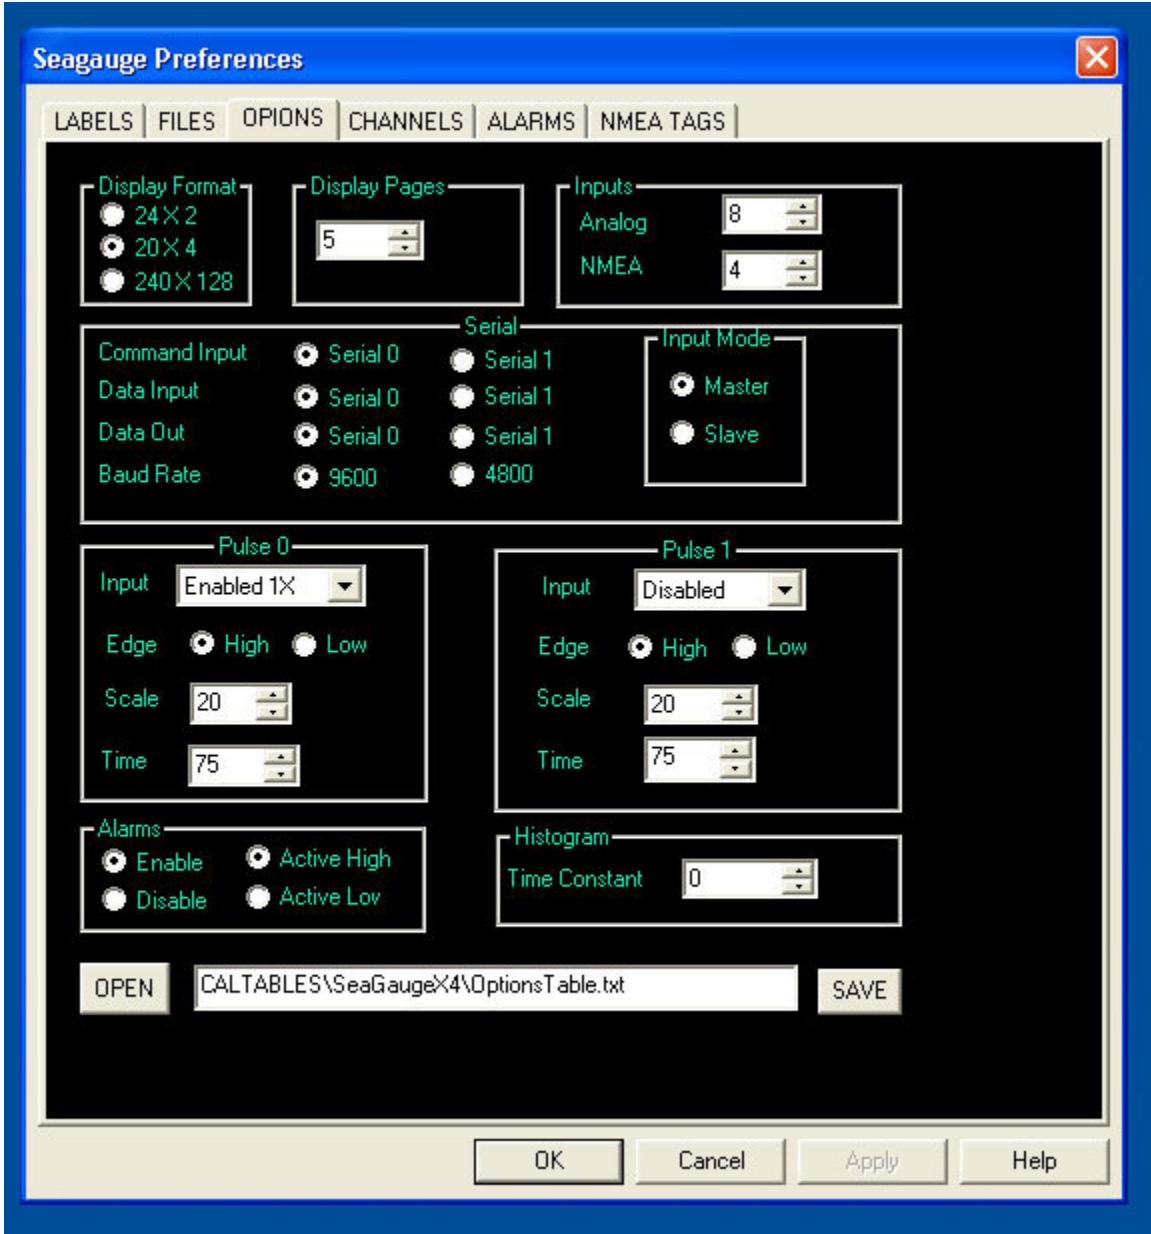 Seagauge Preferences
LABELS FILES OPIONS CHANNELS ALARMS NMEA TAGS
Display Format
24 X 2
20 X 4
240 X 128
Display Pages
5
Inputs
Analog 8
NMEA 4
Serial
Command Input Serial 0 Serial 1
Data Input Serial 0 Serial 1
Data Out Serial 0 Serial 1
Baud Rate 9600 4800
Input Mode
Master
Slave
Pulse 0
Input Enabled 1X
Edge High Low
Scale 20
Time 75
Pulse 1
Input Disabled
Edge High Low
Scale 20
Time 75
Alarms
Enable Active High
Disable Active Lov
Histogram
Time Constant 0
OPEN CALTABLES\SeaGaugeX4\OptionsTable.txt SAVE
OK Cancel Apply Help